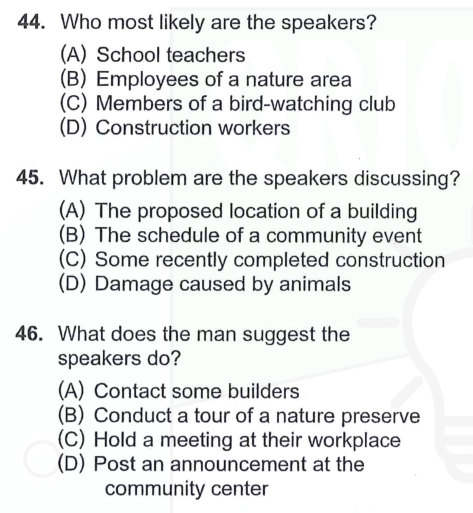 44. Who most likely are the speakers?
(A) School teachers
(B) Employees of a nature area
(C) Members of a bird-watching club
(D) Construction workers
45. What problem are the speakers discussing?
(A) The proposed location of a building
(B) The schedule of a community event
(C) Some recently completed construction
(D) Damage caused by animals
46. What does the man suggest the
speakers do?
(A) Contact some builders
(B) Conduct a tour of a nature preserve
(C) Hold a meeting at their workplace
(D) Post an announcement at the
community center